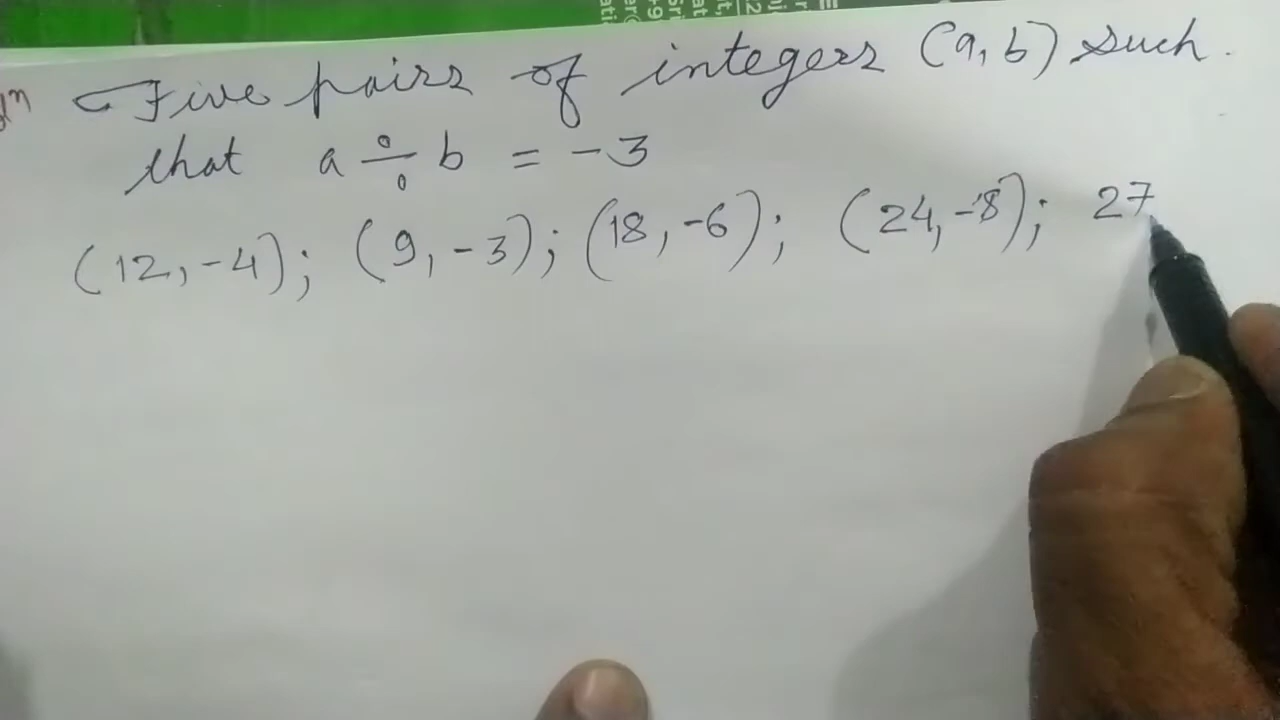 Five pairs of integers (a, b) such
that a ÷ b = -3
(12, -4); (9, -3); (18, -6); (24, -8); 27